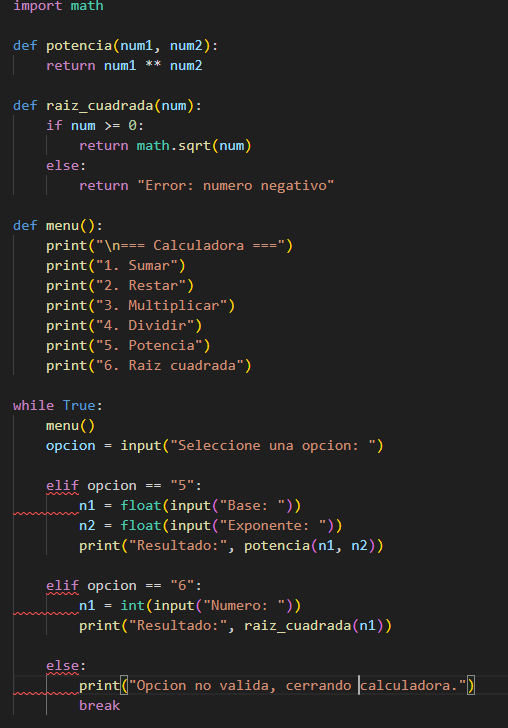 import math
def potencia(num1, num2):
    return num1 ** num2
def raiz_cuadrada(num):
    if num >= 0:
        return math.sqrt(num)
    else:
        return "Error: numero negativo"
def menu():
    print("\n=== Calculadora ===")
    print("1. Sumar")
    print("2. Restar")
    print("3. Multiplicar")
    print("4. Dividir")
    print("5. Potencia")
    print("6. Raiz cuadrada")
while True:
    menu()
    opcion = input("Seleccione una opcion: ")
    elif opcion == "5":
        n1 = float(input("Base: "))
        n2 = float(input("Exponente: "))
        print("Resultado:", potencia(n1, n2))
    elif opcion == "6":
        n1 = int(input("Numero: "))
        print("Resultado:", raiz_cuadrada(n1))
    else:
        print("Opcion no valida, cerrando calculadora.")
        break